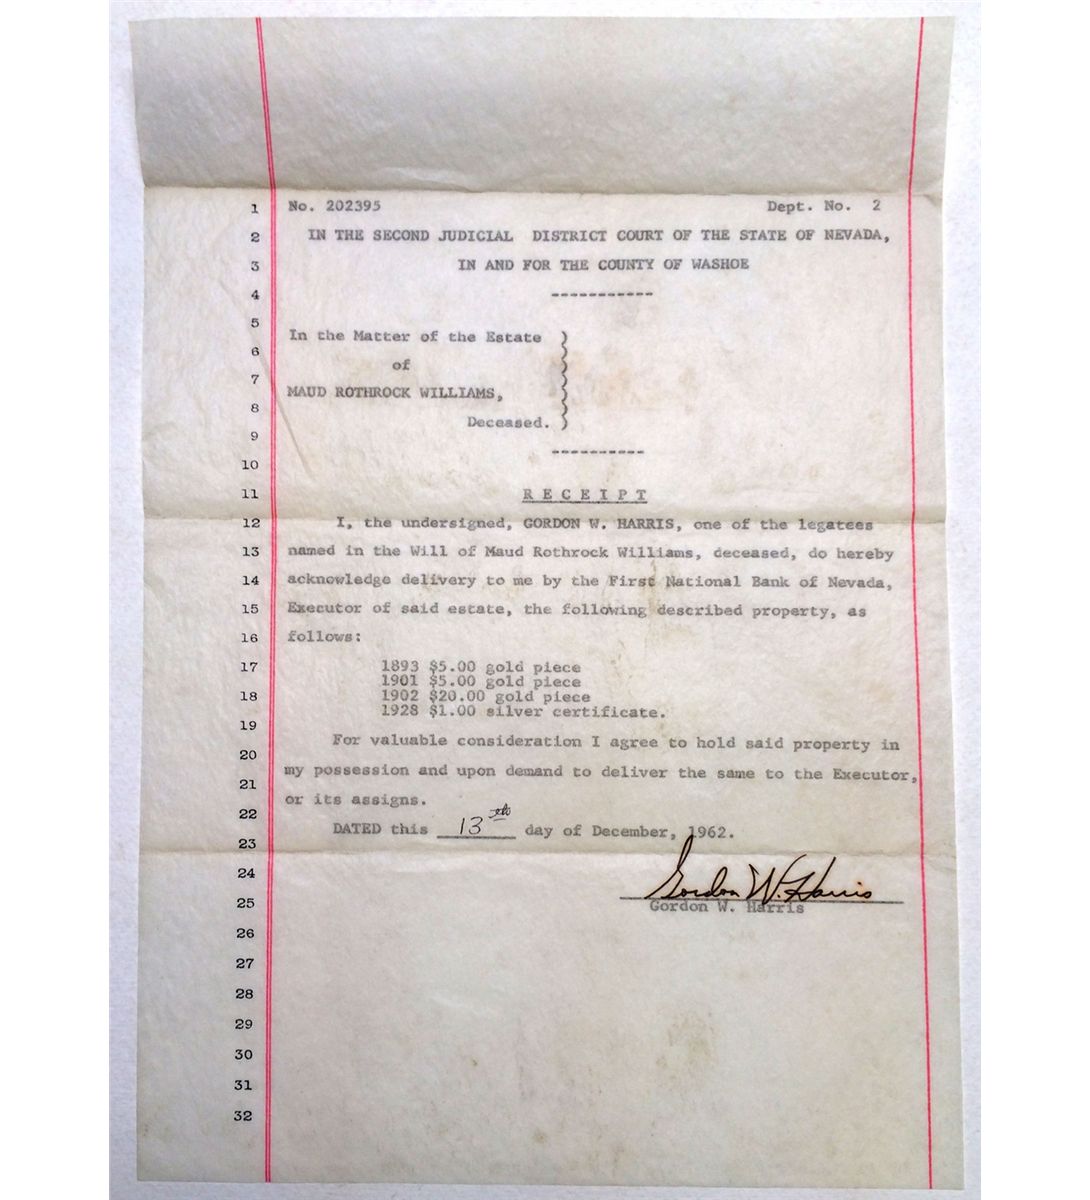 1 No. 202395 Dept. No. 2
2 IN THE SECOND JUDICIAL DISTRICT COURT OF THE STATE OF NEVADA,
3 IN AND FOR THE COUNTY OF WASHOE
4 -----------
5
In the Matter of the Estate )
6
of )
7
MAUD ROTHROCK WILLIAMS, )
8
Deceased. )
9
----------
10
11 R E C E I P T
12 I, the undersigned, GORDON W. HARRIS, one of the legatees
13 named in the Will of Maud Rothrock Williams, deceased, do hereby
14 acknowledge delivery to me by the First National Bank of Nevada,
15 Executor of said estate, the following described property, as
16 follows:
17 1893 $5.00 gold piece
1901 $5.00 gold piece
18 1902 $20.00 gold piece
1928 $1.00 silver certificate.
19
For valuable consideration I agree to hold said property in
20
my possession and upon demand to deliver the same to the Executor,
21
or its assigns.
22
DATED this 13th day of December, 1962.
23
24 Gordon W. Harris
25 Gordon W. Harris
26
27
28
29
30
31
32